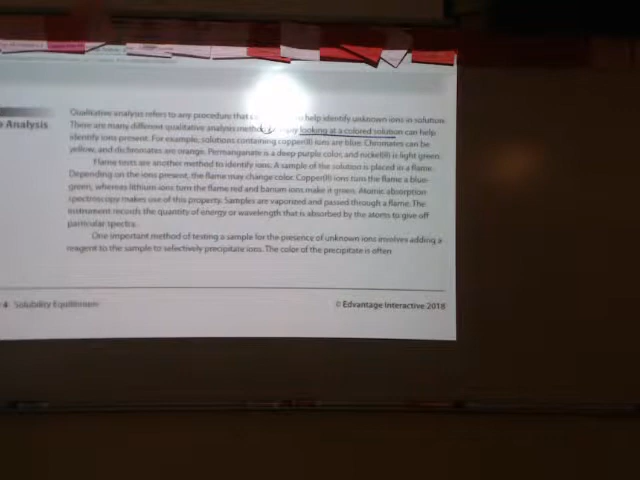 e Analysis
Qualitative analysis refers to any procedure that help identify unknown ions in solution.
There are many different qualitative analysis looking at a colored solution can help
identify ions present. For example, solutions containing copper(II) ions are blue. Chromates can be
yellow, and dichromates are orange. Permanganate is a deep purple color, and nickel(II) is light green.
Flame tests are another method to identify ions. A sample of the solution is placed in a flame.
Depending on the ions present, the flame may change color. Copper(II) ions turn the flame a blue-
green, whereas lithium ions turn the flame red and barium ions make it green. Atomic absorption
spectroscopy makes use of this property. Samples are vaporized and passed through a flame. The
instrument records the quantity of energy or wavelength that is absorbed by the atoms to give off
particular spectra.
One important method of testing a sample for the presence of unknown ions involves adding a
reagent to the sample to selectively precipitate ions. The color of the precipitate is often
4 Solubility Equilibrium
© Edvantage Interactive 2018